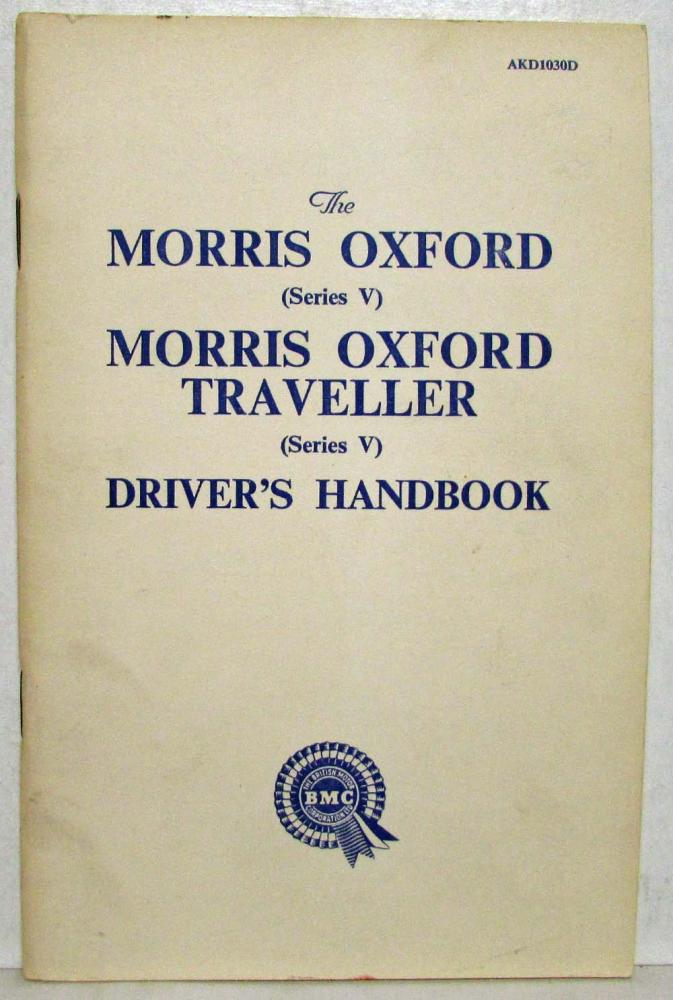 AKD1030D
The
MORRIS OXFORD
(Series V)
MORRIS OXFORD
TRAVELLER
(Series V)
DRIVER'S HANDBOOK
THE BRITISH MOTOR
BMC
CORPORATION LTD